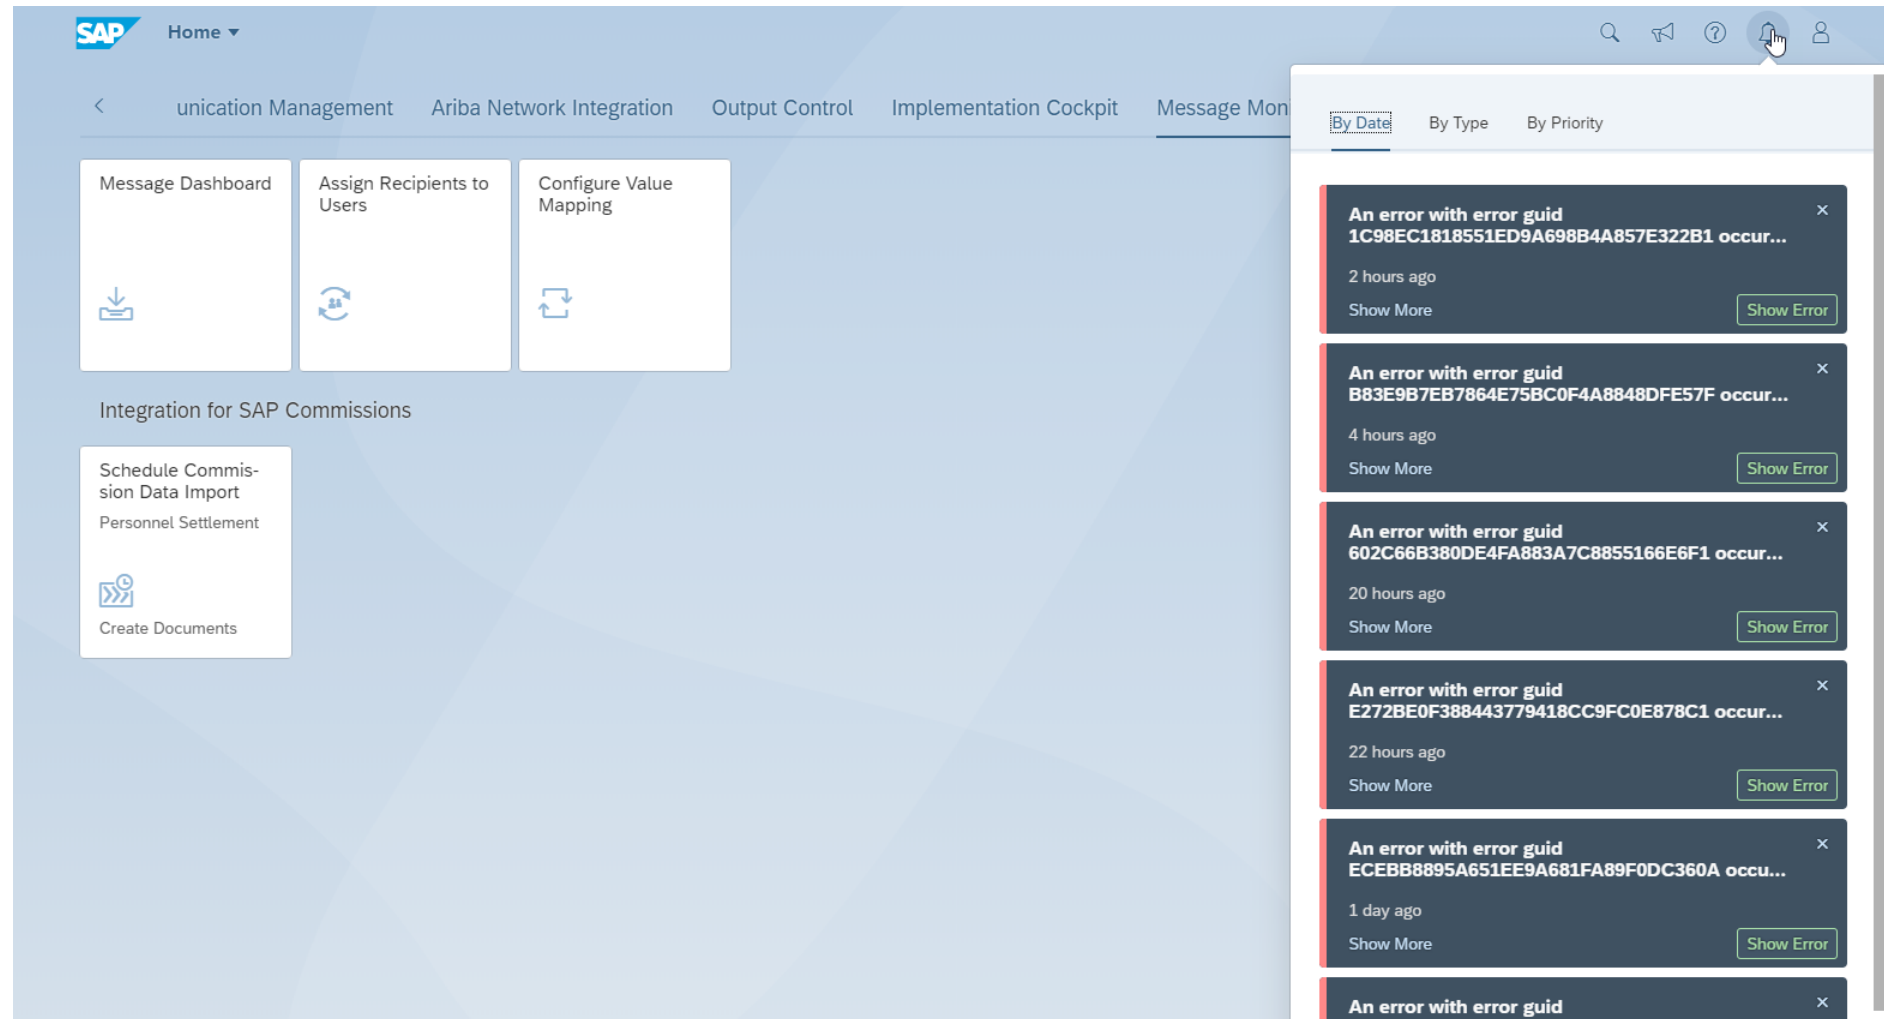 SAP
Home
unication Management Ariba Network Integration Output Control Implementation Cockpit Message Moni
Message Dashboard
Assign Recipients to
Users
Configure Value
Mapping
Integration for SAP Commissions
Schedule Commis-
sion Data Import
Personnel Settlement
Create Documents
By Date By Type By Priority
An error with error guid
1C98EC1818551ED9A698B4A857E322B1 occur...
2 hours ago
Show More Show Error
An error with error guid
B83E9B7EB7864E75BC0F4A8848DFE57F occur...
4 hours ago
Show More Show Error
An error with error guid
602C66B380DE4FA883A7C8855166E6F1 occur...
20 hours ago
Show More Show Error
An error with error guid
E272BE0F388443779418CC9FC0E878C1 occur...
22 hours ago
Show More Show Error
An error with error guid
ECEBB8895A651EE9A681FA89F0DC360A occu...
1 day ago
Show More Show Error
An error with error guid